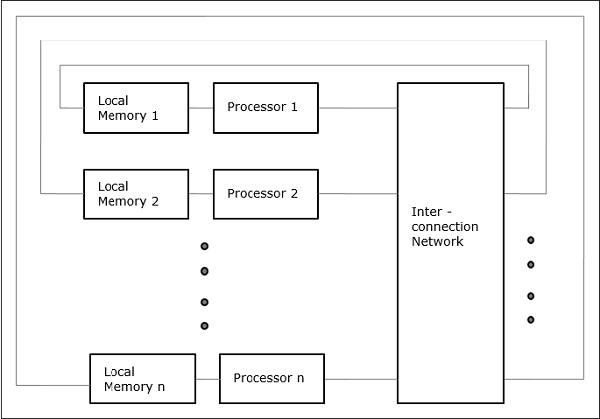 Local
Memory 1
Processor 1
Local
Memory 2
Processor 2
Inter -
connection
Network
Local
Memory n
Processor n